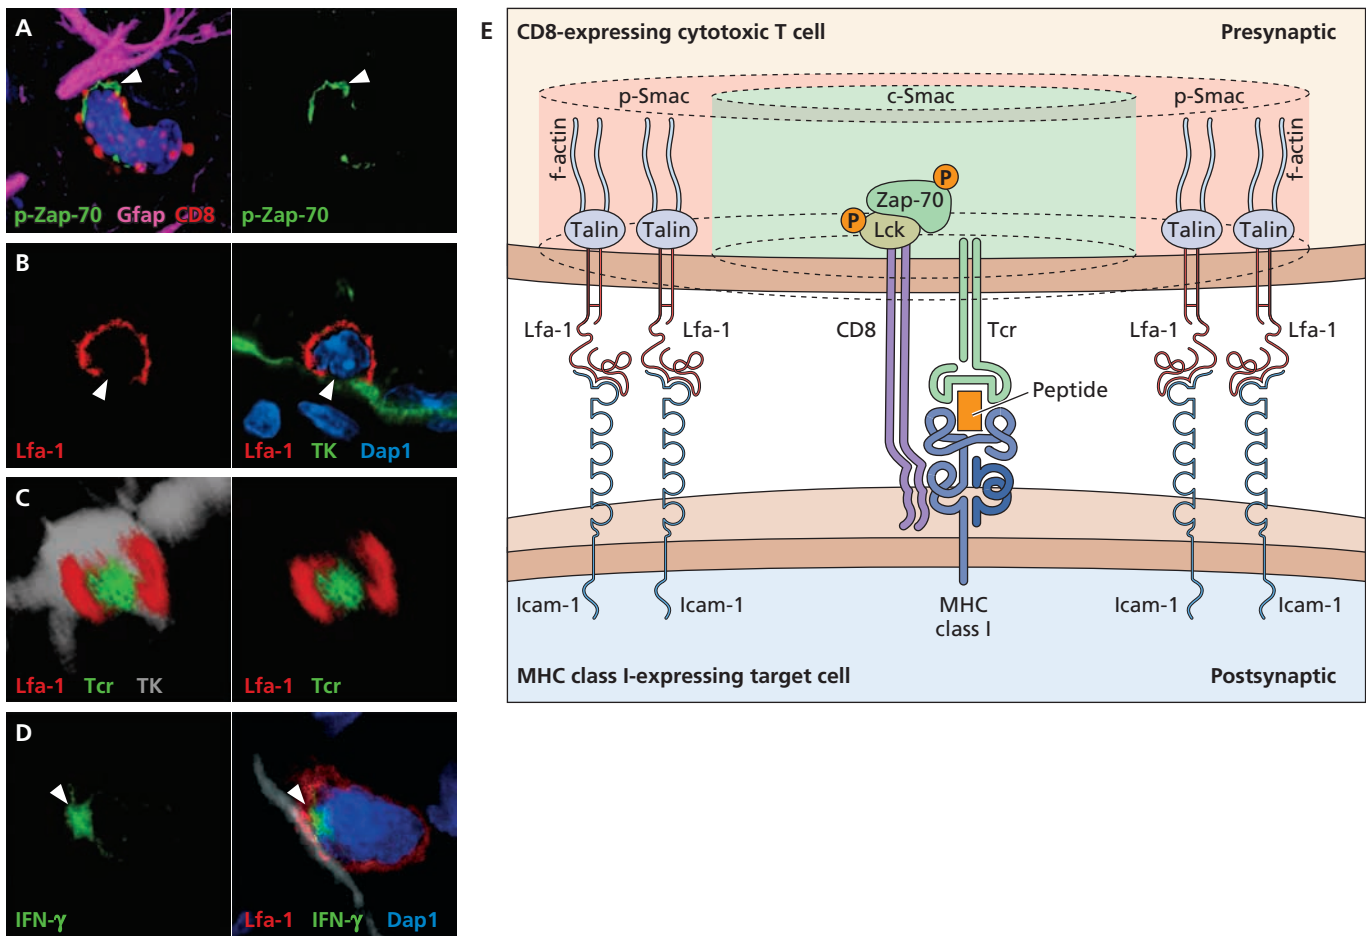 A
p-Zap-70 Gfap CD8
p-Zap-70
B
Lfa-1
Lfa-1 TK Dap1
C
Lfa-1 Tcr TK
Lfa-1 Tcr
D
IFN-γ
Lfa-1 IFN-γ Dap1
E
CD8-expressing cytotoxic T cell
Presynaptic
p-Smac
c-Smac
p-Smac
f-actin
f-actin
P
Zap-70
P
Lck
Talin
Talin
Talin
Talin
Lfa-1
Lfa-1
CD8
Tcr
Lfa-1
Lfa-1
Peptide
Icam-1
Icam-1
MHC
class I
Icam-1
Icam-1
MHC class I-expressing target cell
Postsynaptic